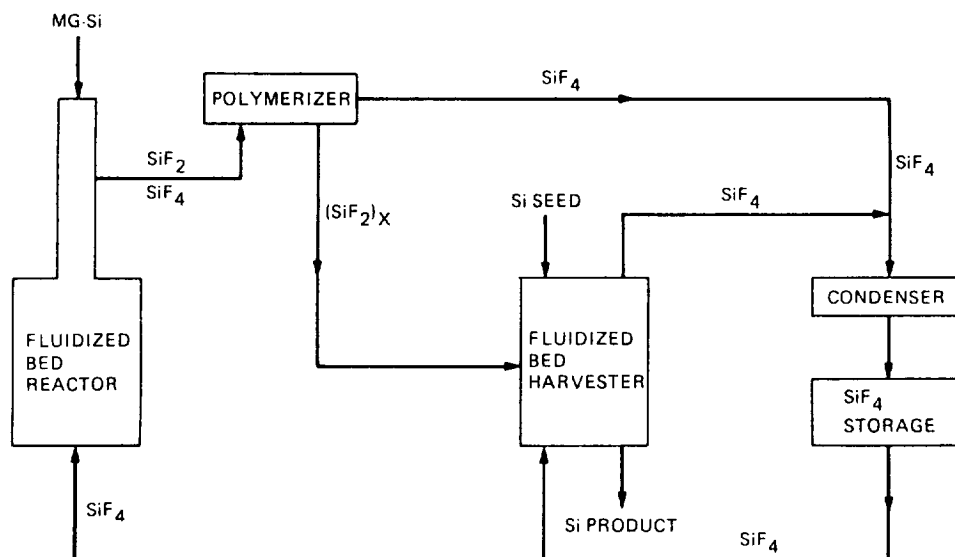 MG-Si
POLYMERIZER
SiF4
SiF2
SiF4
SiF4
(SiF2)X
Si SEED
SiF4
FLUIDIZED
BED
REACTOR
FLUIDIZED
BED
HARVESTER
CONDENSER
SiF4
STORAGE
SiF4
Si PRODUCT
SiF4